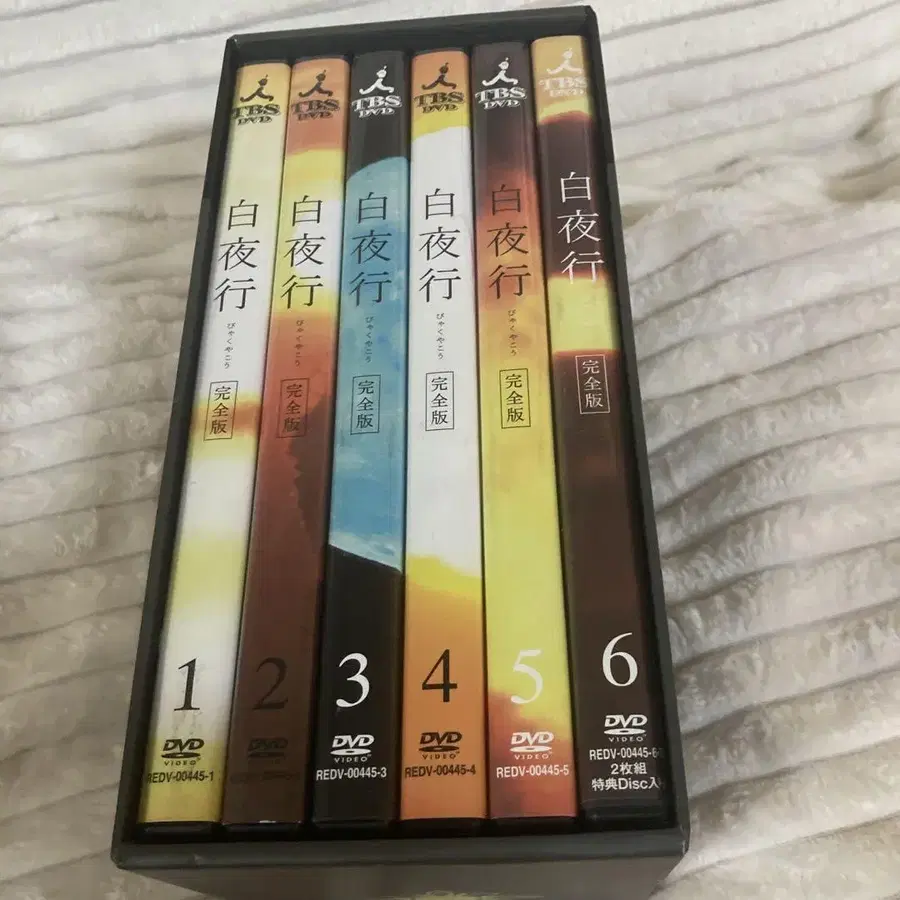 TBS
DVD
白夜行
びゃくやこう
完全版
1
DVD
VIDEO
REDV-00445-1
TBS
DVD
白夜行
びゃくやこう
完全版
2
DVD
VIDEO
TBS
DVD
白夜行
びゃくやこう
完全版
3
DVD
VIDEO
REDV-00445-3
TBS
DVD
白夜行
びゃくやこう
完全版
4
DVD
VIDEO
REDV-00445-4
TBS
DVD
白夜行
びゃくやこう
完全版
5
DVD
VIDEO
REDV-00445-5
TBS
DVD
白夜行
完全版
6
DVD
VIDEO
REDV-00445-6
2枚組
特典Disc入